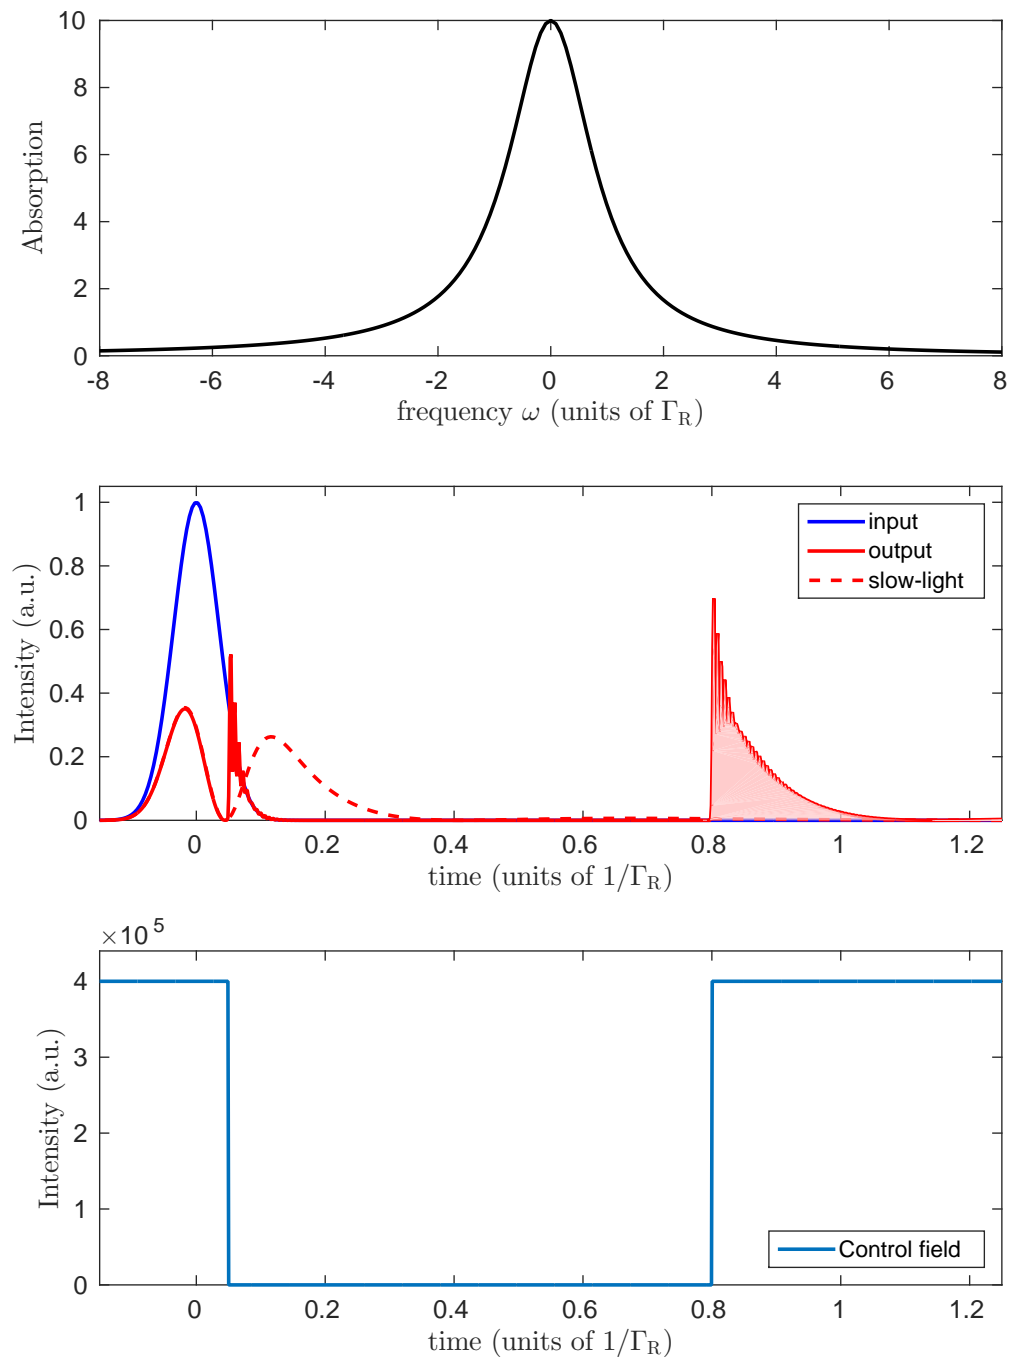 10
8
6
4
2
0
Absorption
-8 -6 -4 -2 0 2 4 6 8
frequency ω (units of Γ_R)
1
0.8
0.6
0.4
0.2
0
Intensity (a.u.)
input
output
slow-light
0 0.2 0.4 0.6 0.8 1 1.2
time (units of 1/Γ_R)
×10 5
4
3
2
1
0
Intensity (a.u.)
Control field
0 0.2 0.4 0.6 0.8 1 1.2
time (units of 1/Γ_R)